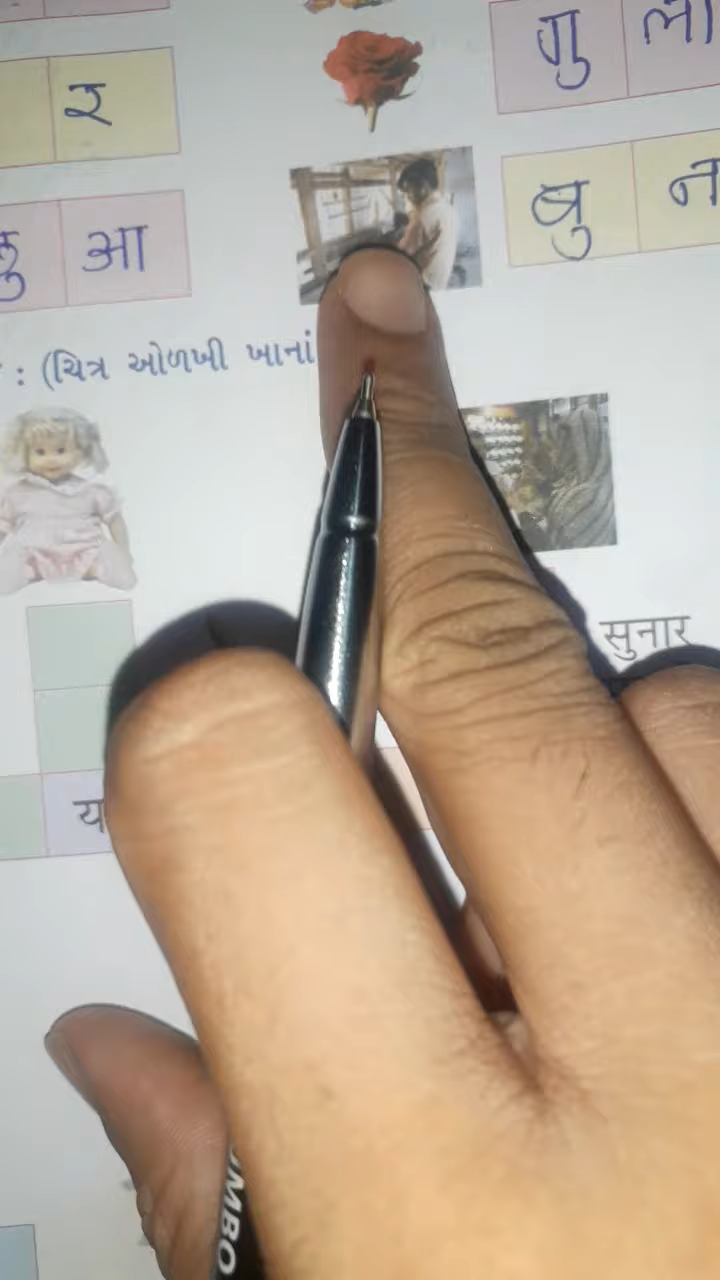 गु ला
र
बु न
लु आ
: (ચિત્ર ઓળખી ખાનાં
सुनार
य